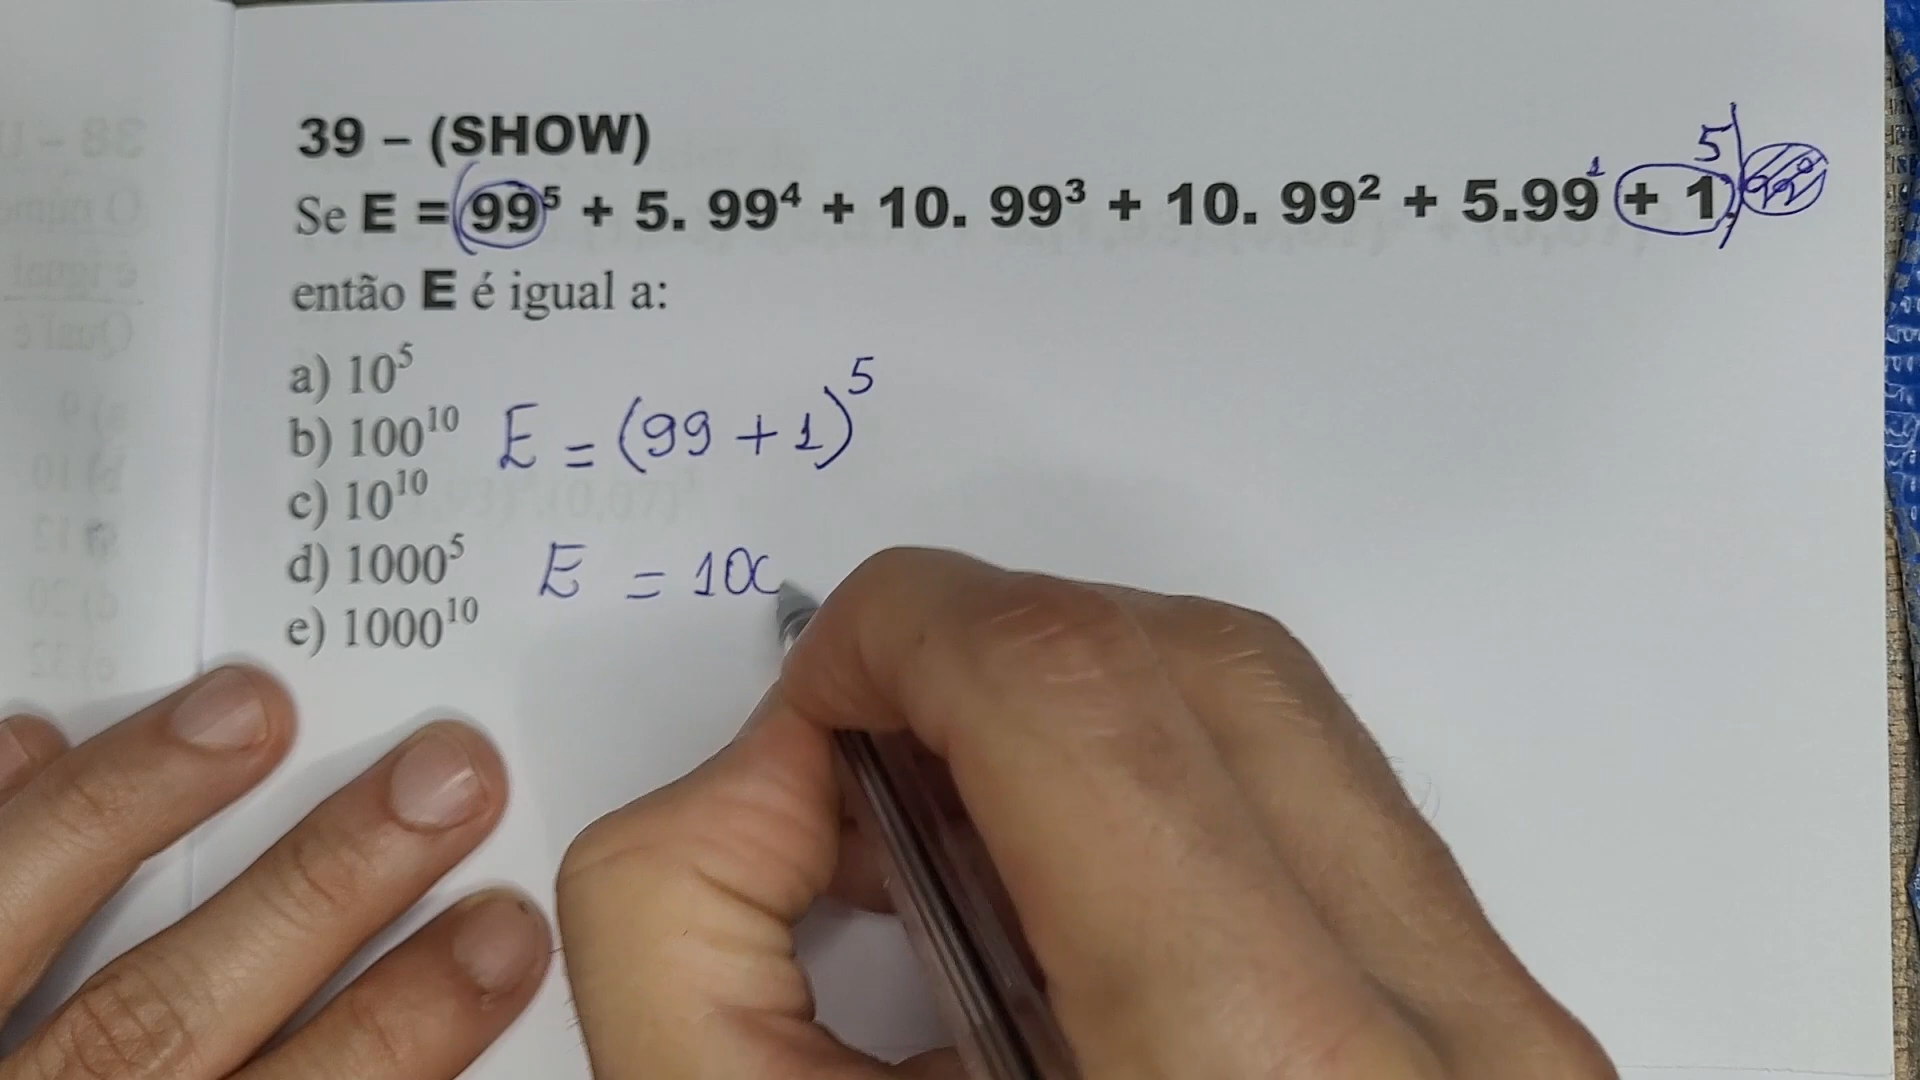 39 – (SHOW)
Se E = (99⁵ + 5. 99⁴ + 10. 99³ + 10. 99² + 5.99¹ + 1,)⁵
então E é igual a:
a) 10⁵
b) 100¹⁰
c) 10¹⁰
d) 1000⁵
e) 1000¹⁰
E = (99 + 1)⁵
E = 10